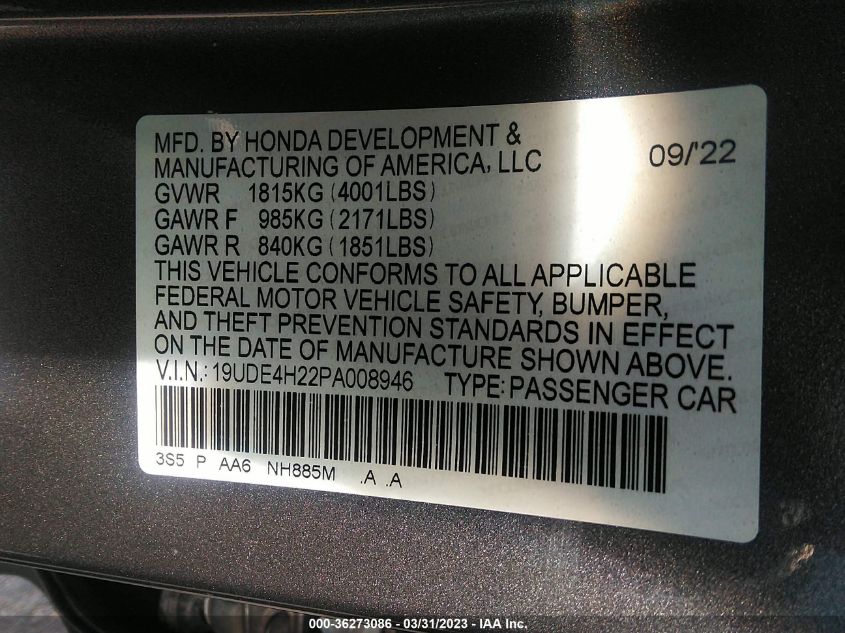 MFD. BY HONDA DEVELOPMENT &
MANUFACTURING OF AMERICA, LLC 09/'22
GVWR 1815KG (4001LBS)
GAWR F 985KG (2171LBS)
GAWR R 840KG (1851LBS)
THIS VEHICLE CONFORMS TO ALL APPLICABLE
FEDERAL MOTOR VEHICLE SAFETY, BUMPER,
AND THEFT PREVENTION STANDARDS IN EFFECT
ON THE DATE OF MANUFACTURE SHOWN ABOVE.
V.I.N.: 19UDE4H22PA008946 TYPE: PASSENGER CAR
3S5 P AA6 NH885M .A .A
000-36273086 - 03/31/2023 - IAA Inc.